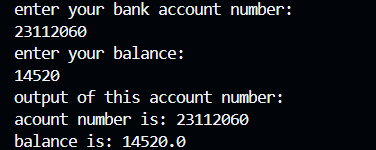 enter your bank account number:
23112060
enter your balance:
14520
output of this account number:
acount number is: 23112060
balance is: 14520.0